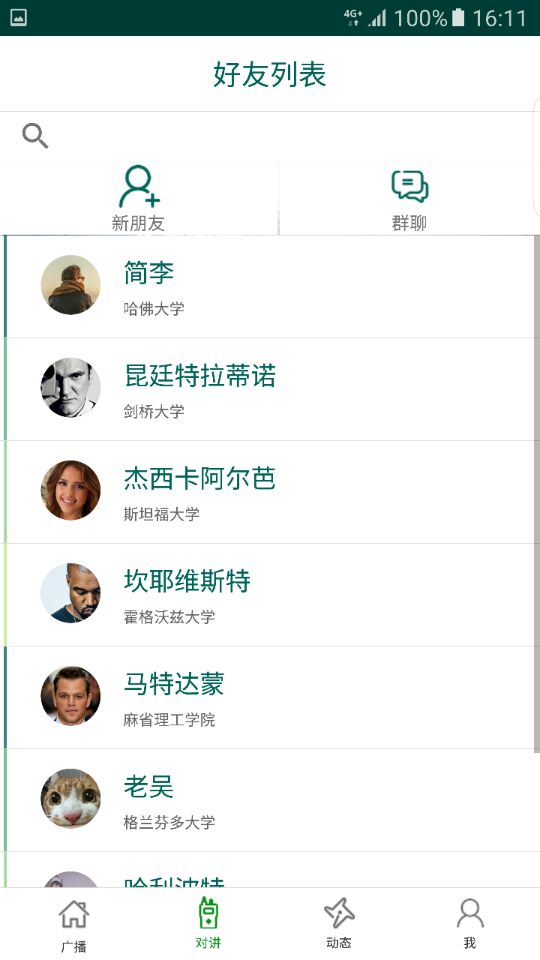 4G+ 100% 16:11
好友列表
新朋友 群聊
简李
哈佛大学
昆廷特拉蒂诺
剑桥大学
杰西卡阿尔芭
斯坦福大学
坎耶维斯特
霍格沃兹大学
马特达蒙
麻省理工学院
老吴
格兰芬多大学
哈利波特
广播 对讲 动态 我